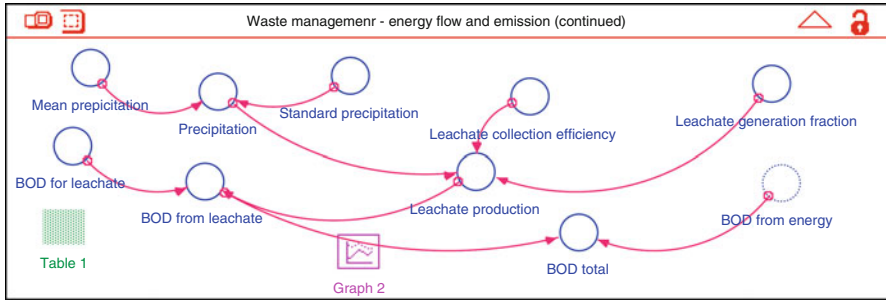 Waste managemenr - energy flow and emission (continued)
Mean prepicitation
Precipitation
Standard precipitation
Leachate collection efficiency
Leachate generation fraction
BOD for leachate
BOD from leachate
Leachate production
BOD from energy
BOD total
Table 1
Graph 2